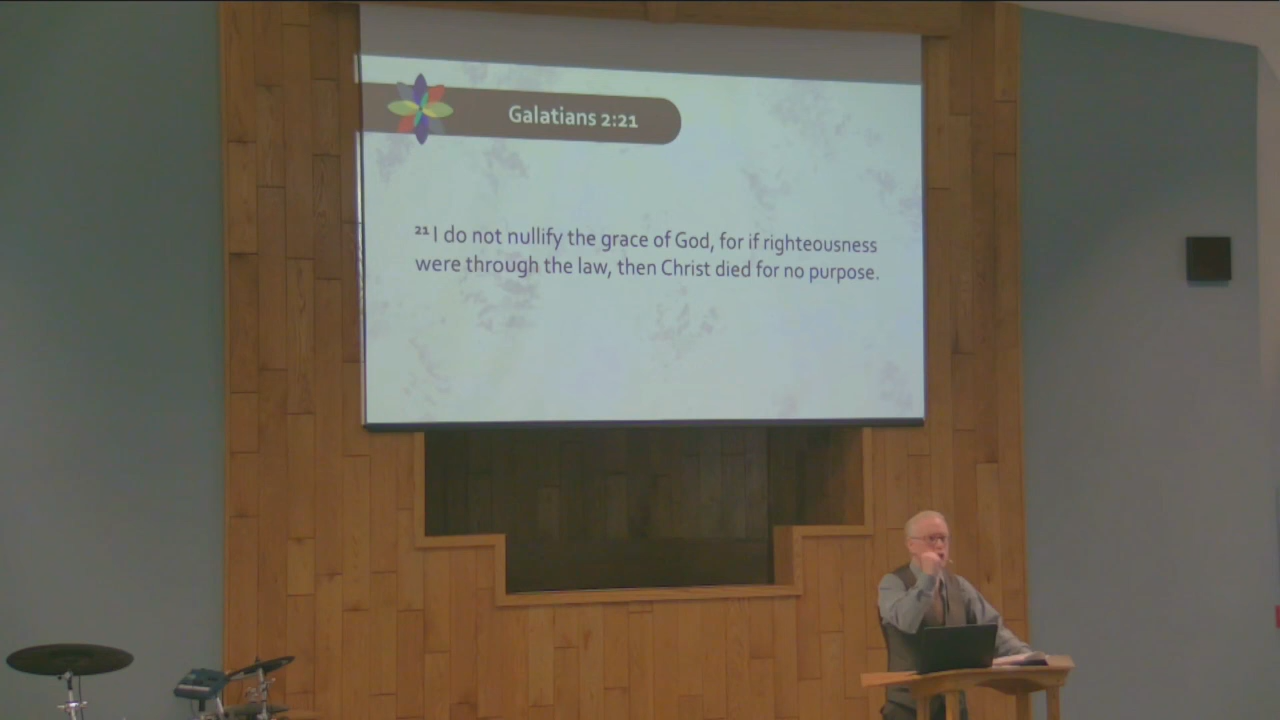 Galatians 2:21
21 I do not nullify the grace of God, for if righteousness
were through the law, then Christ died for no purpose.